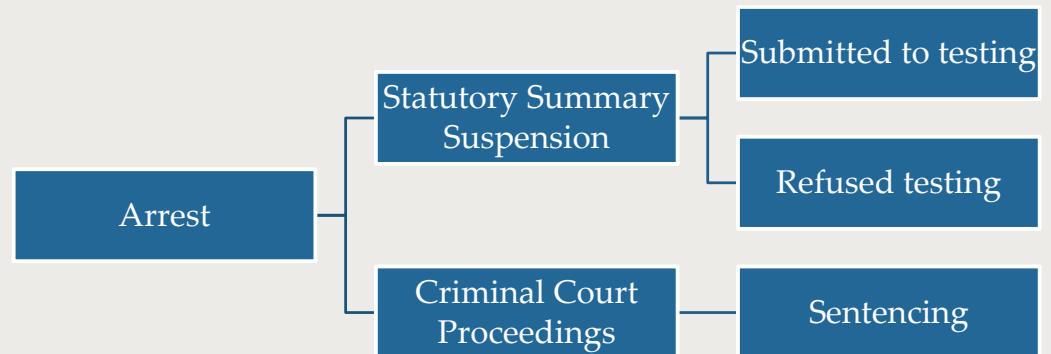 Arrest
Statutory Summary
Suspension
Submitted to testing
Refused testing
Criminal Court
Proceedings
Sentencing